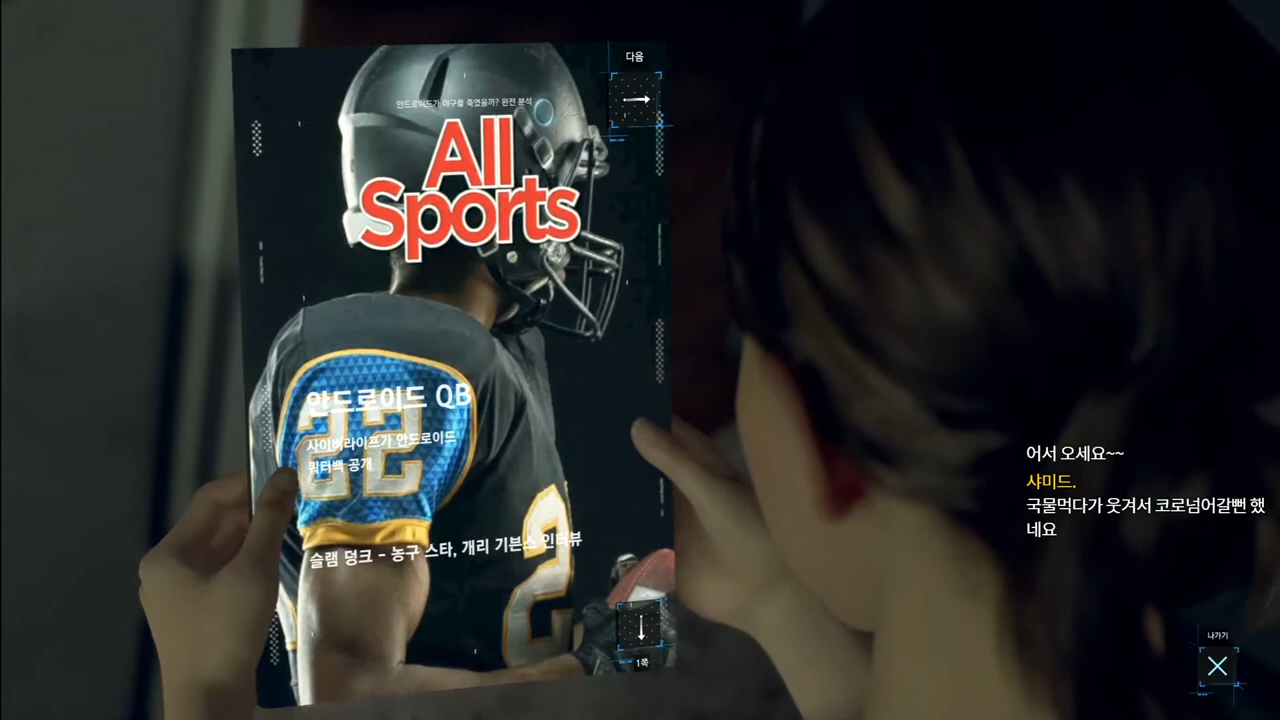 다음
안드로이드가 야구를 죽였을까? 완전 분석
All
Sports
안드로이드 QB
사이버라이프가 안드로이드
쿼터백 공개
22
2
슬램 덩크 - 농구 스타, 개리 기븐스 인터뷰
1쪽
어서 오세요~~
샤미드.
국물먹다가 웃겨서 코로넘어갈뻔 했
네요
나가기